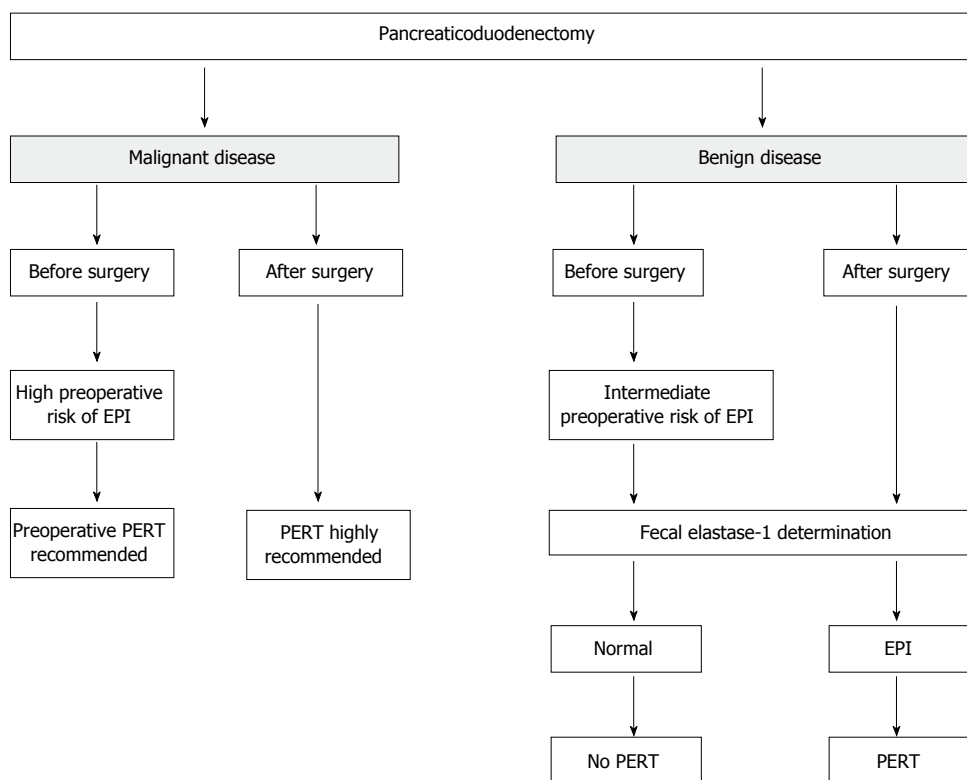 Pancreaticoduodenectomy
Malignant disease
Benign disease
Before surgery
After surgery
Before surgery
After surgery
High preoperative
risk of EPI
Intermediate
preoperative risk of EPI
Preoperative PERT
recommended
PERT highly
recommended
Fecal elastase-1 determination
Normal
EPI
No PERT
PERT